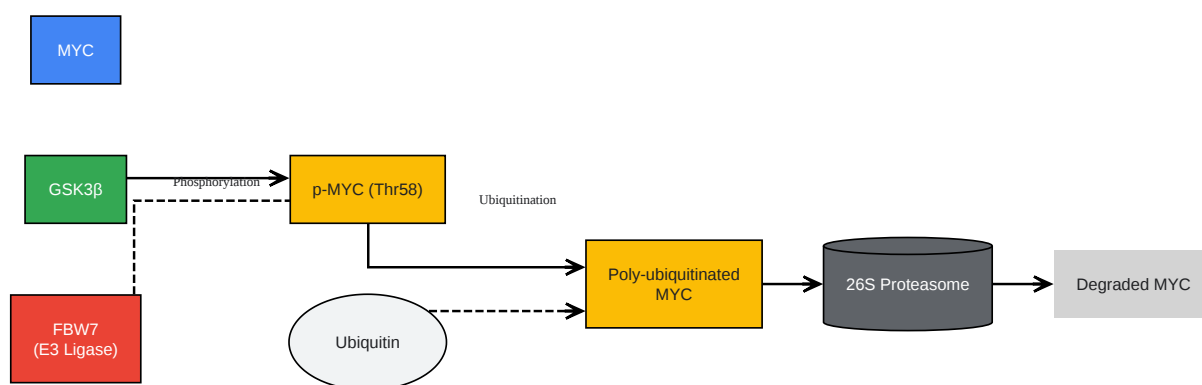 MYC
GSK3β
Phosphorylation
p-MYC (Thr58)
Ubiquitination
Poly-ubiquitinated
MYC
26S Proteasome
Degraded MYC
FBW7
(E3 Ligase)
Ubiquitin